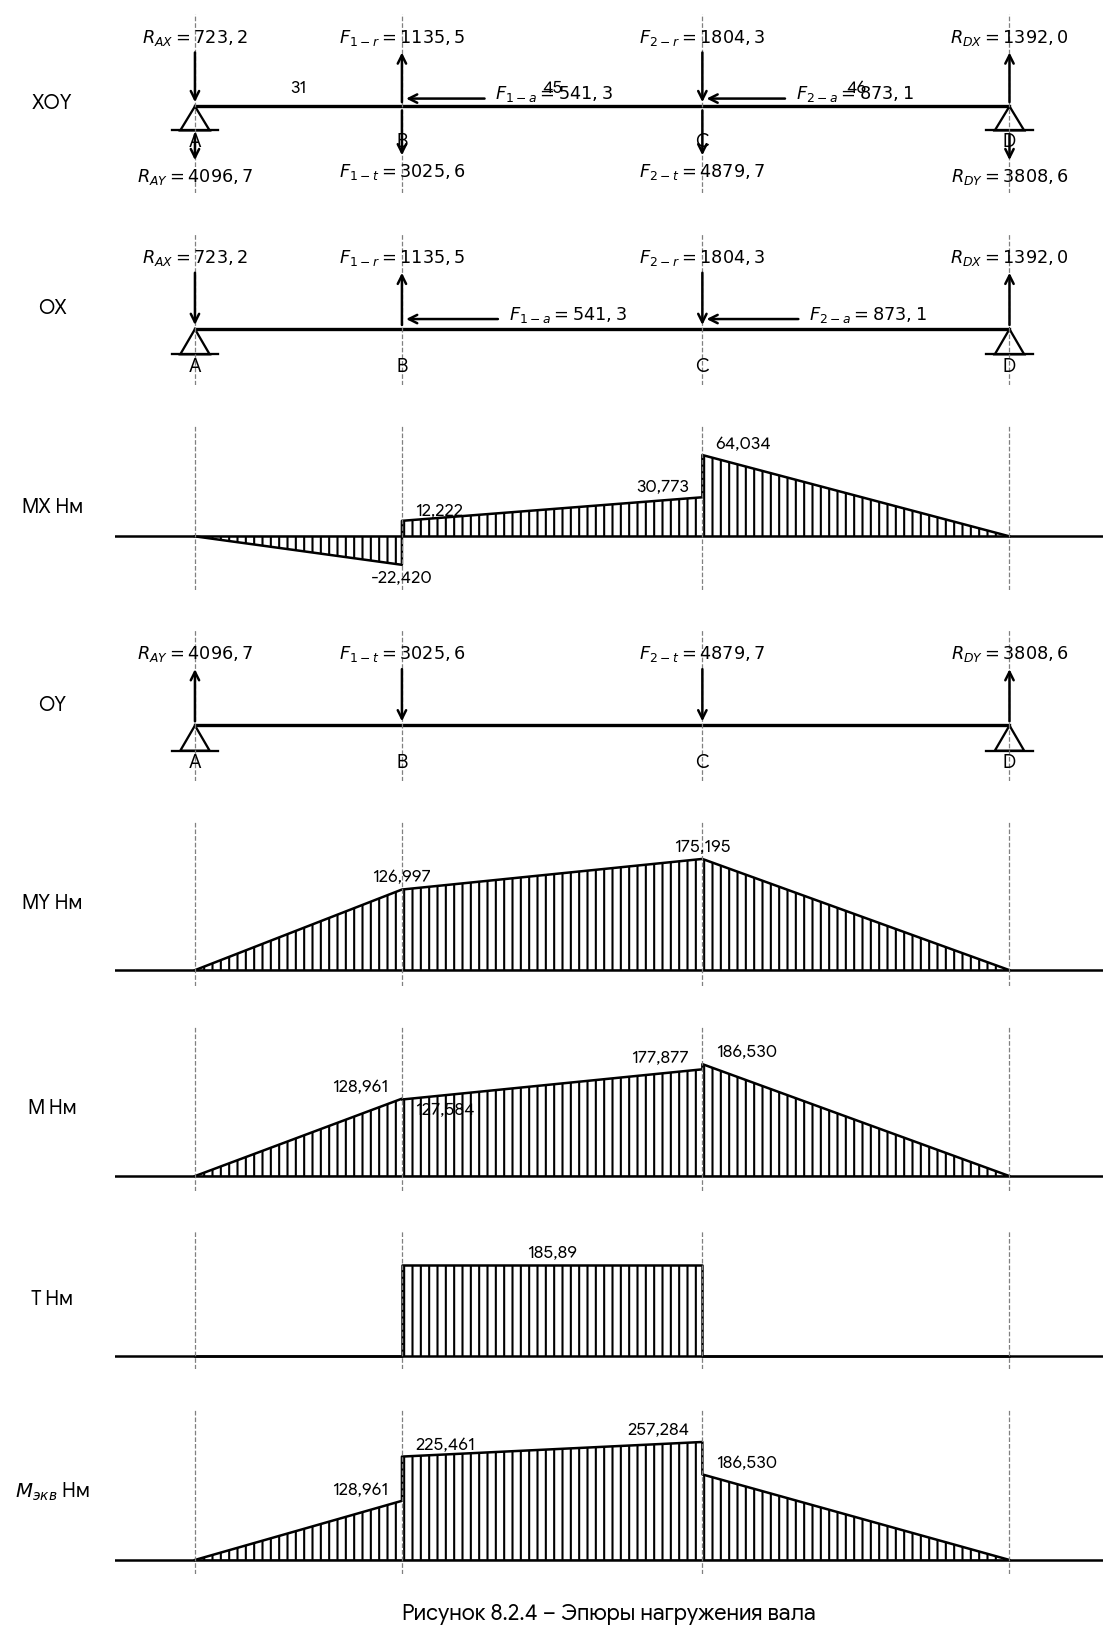 R_AX = 723, 2 F_1−r = 1135, 5 F_2−r = 1804, 3 R_DX = 1392, 0
31 45 46
XOY F_1−a = 541, 3 F_2−a = 873, 1
A B C D
R_AY = 4096, 7 F_1−t = 3025, 6 F_2−t = 4879, 7 R_DY = 3808, 6
R_AX = 723, 2 F_1−r = 1135, 5 F_2−r = 1804, 3 R_DX = 1392, 0
OX F_1−a = 541, 3 F_2−a = 873, 1
A B C D
64,034
30,773
MX Нм 12,222
-22,420
R_AY = 4096, 7 F_1−t = 3025, 6 F_2−t = 4879, 7 R_DY = 3808, 6
OY
A B C D
175,195
126,997
MY Нм
177,877 186,530
128,961
M Нм 127,584
185,89
T Нм
257,284
225,461
186,530
128,961
M_экв Нм
Рисунок 8.2.4 – Эпюры нагружения вала